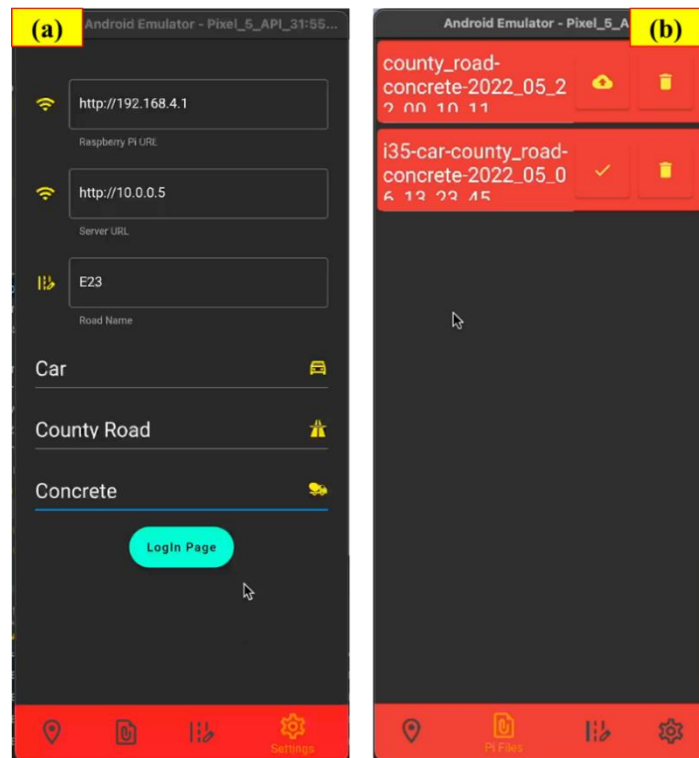 (a)
Android Emulator - Pixel_5_API_31:55...
http://192.168.4.1
Raspberry Pi URL
http://10.0.0.5
Server URL
E23
Road Name
Car
County Road
Concrete
LogIn Page
Settings
Android Emulator - Pixel_5_A
(b)
county_road-
concrete-2022_05_2
2_00_10_11
i35-car-county_road-
concrete-2022_05_0
6_13_23_45
Pi Files